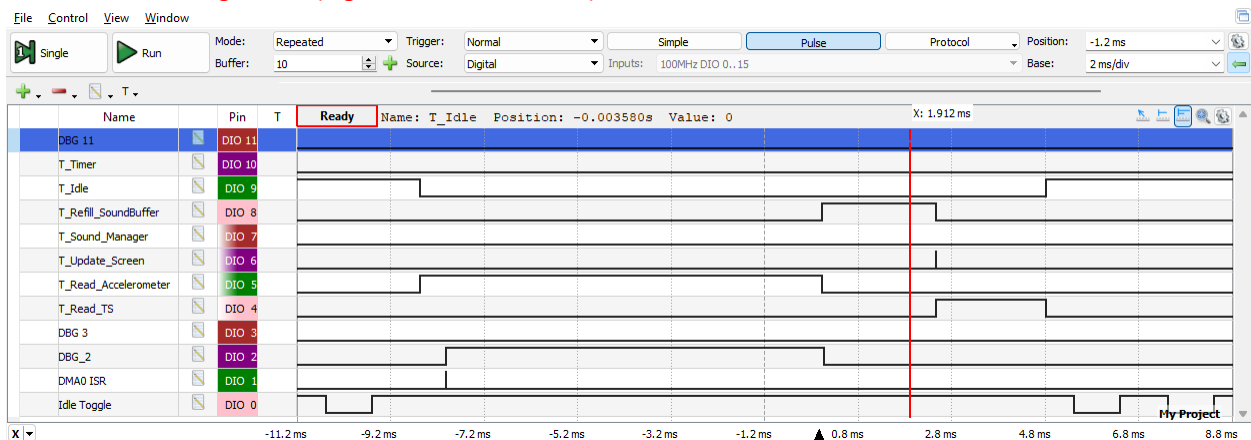 File Control View Window
Single Run Mode: Repeated Trigger: Normal Simple Pulse Protocol Position: -1.2 ms
Buffer: 10 Source: Digital Inputs: 100MHz DIO 0..15 Base: 2 ms/div
T
Name Pin T Ready Name: T_Idle Position: -0.003580s Value: 0 X: 1.912 ms
DBG 11 DIO 11
T_Timer DIO 10
T_Idle DIO 9
T_Refill_SoundBuffer DIO 8
T_Sound_Manager DIO 7
T_Update_Screen DIO 6
T_Read_Accelerometer DIO 5
T_Read_TS DIO 4
DBG 3 DIO 3
DBG_2 DIO 2
DMA0 ISR DIO 1
Idle Toggle DIO 0
My Project
X -11.2 ms -9.2 ms -7.2 ms -5.2 ms -3.2 ms -1.2 ms 0.8 ms 2.8 ms 4.8 ms 6.8 ms 8.8 ms